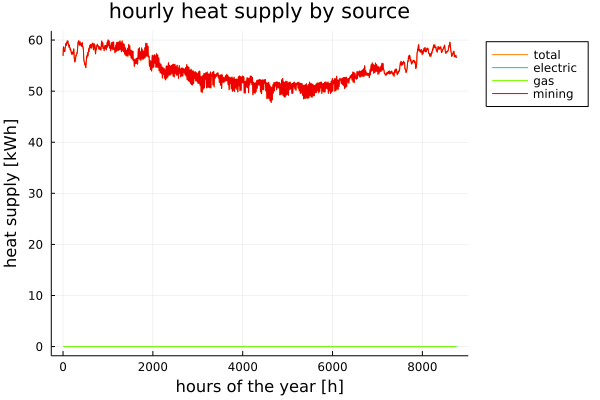 hourly heat supply by source
heat supply [kWh]
60
50
40
30
20
10
0
0 2000 4000 6000 8000
hours of the year [h]
total
electric
gas
mining